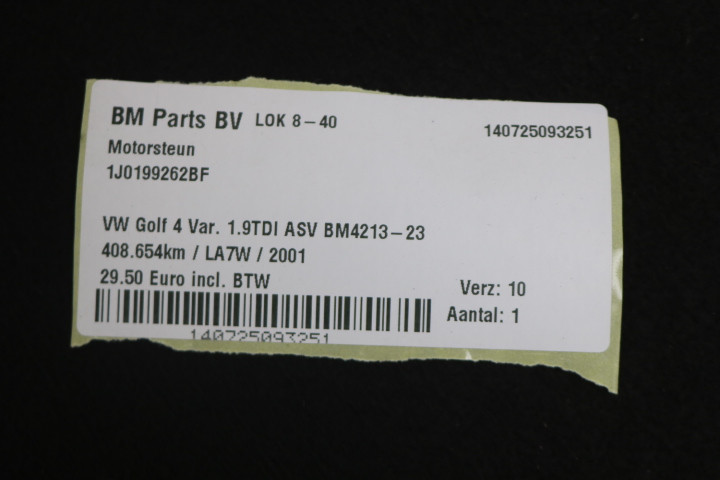 BM Parts BV LOK 8-40
140725093251
Motorsteun
1J0199262BF
VW Golf 4 Var. 1.9TDI ASV BM4213-23
408.654km / LA7W / 2001
29.50 Euro incl. BTW
Verz: 10
Aantal: 1
140725093251